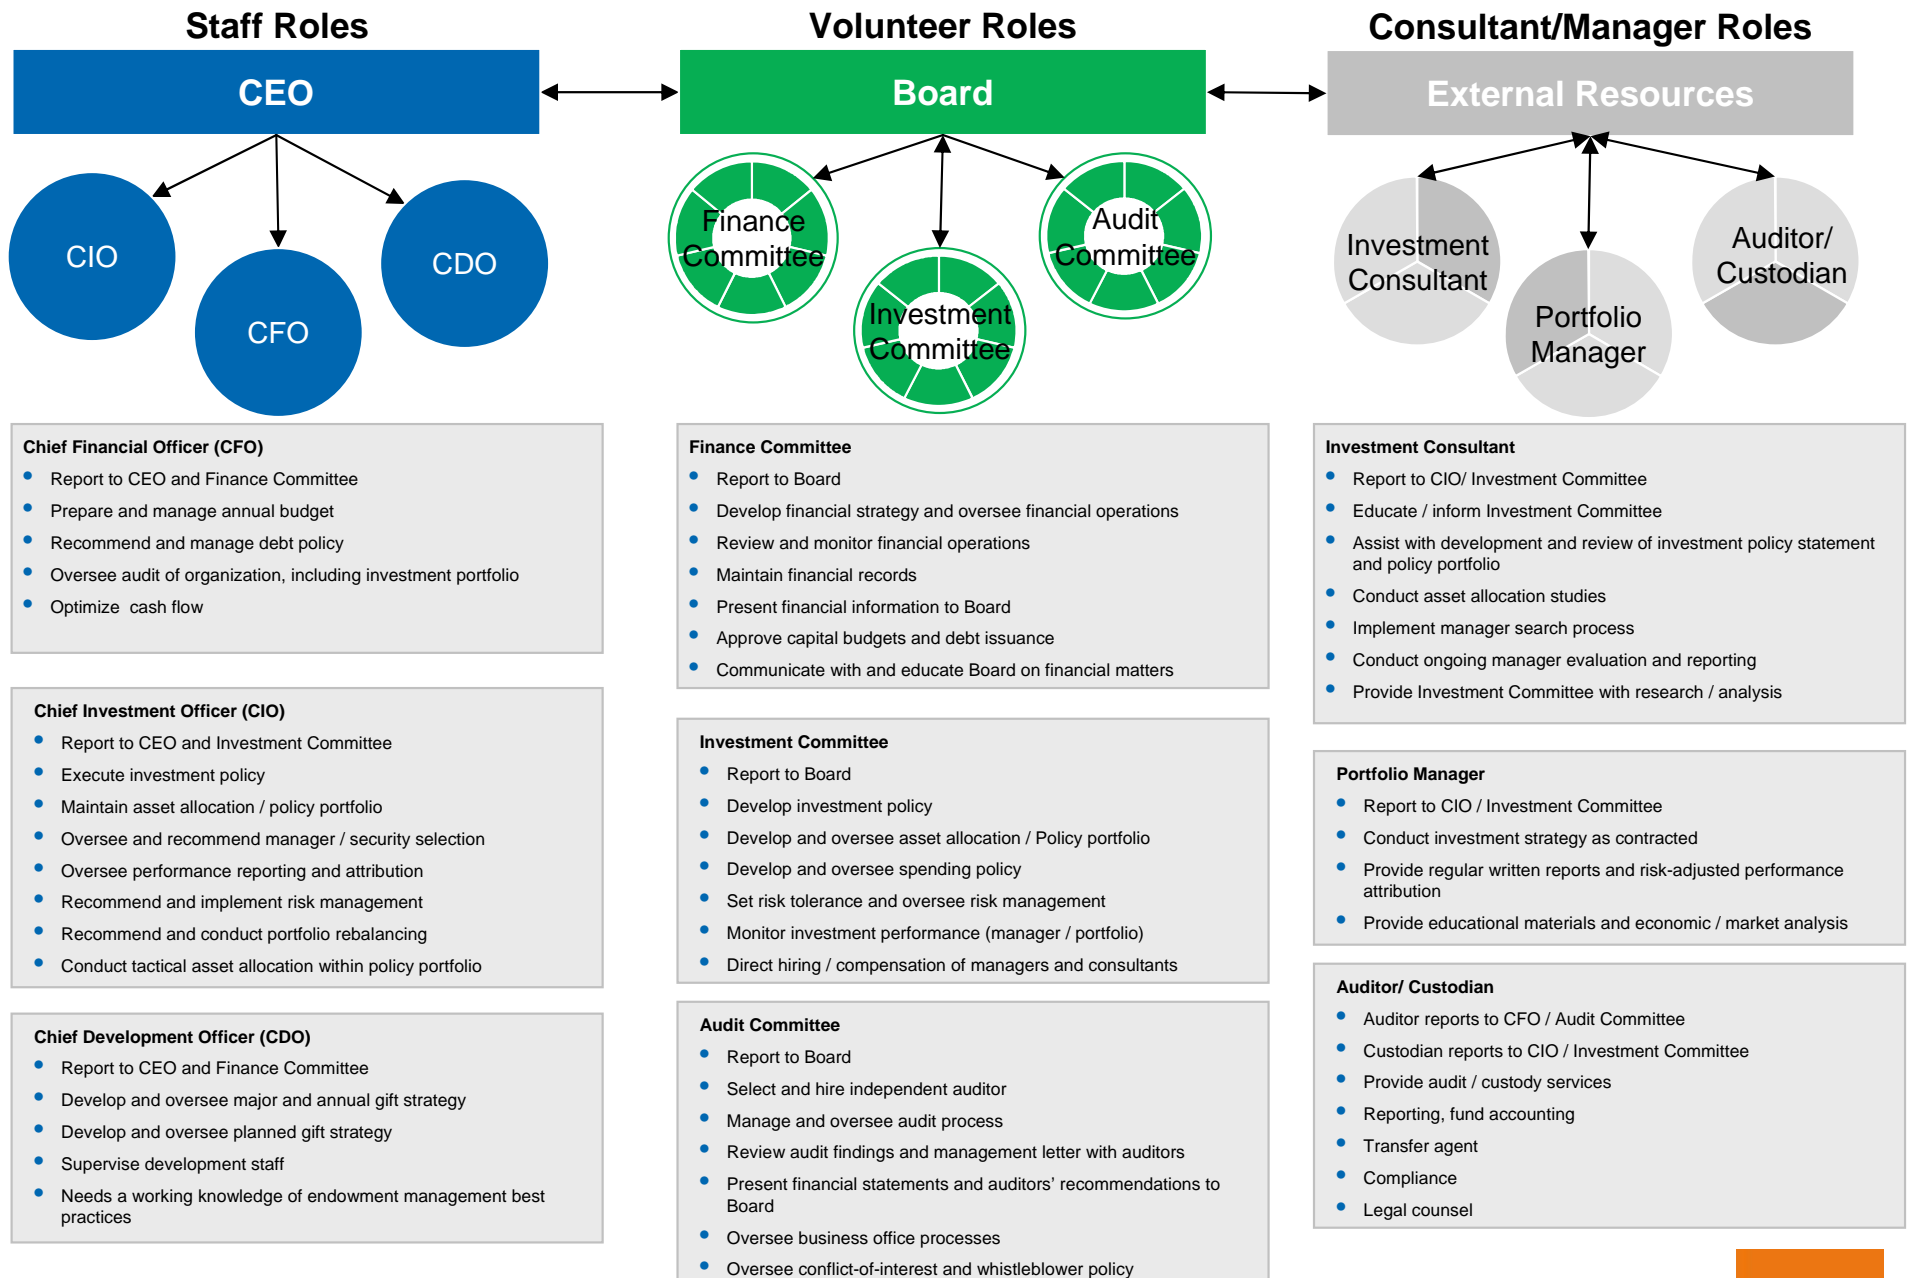 Staff Roles
Volunteer Roles
Consultant/Manager Roles
CEO
Board
External Resources
CIO
CFO
CDO
Finance
Committee
Investment
Committee
Audit
Committee
Investment
Consultant
Portfolio
Manager
Auditor/
Custodian
Chief Financial Officer (CFO)
• Report to CEO and Finance Committee
• Prepare and manage annual budget
• Recommend and manage debt policy
• Oversee audit of organization, including investment portfolio
• Optimize cash flow
Chief Investment Officer (CIO)
• Report to CEO and Investment Committee
• Execute investment policy
• Maintain asset allocation / policy portfolio
• Oversee and recommend manager / security selection
• Oversee performance reporting and attribution
• Recommend and implement risk management
• Recommend and conduct portfolio rebalancing
• Conduct tactical asset allocation within policy portfolio
Chief Development Officer (CDO)
• Report to CEO and Finance Committee
• Develop and oversee major and annual gift strategy
• Develop and oversee planned gift strategy
• Supervise development staff
• Needs a working knowledge of endowment management best
practices
Finance Committee
• Report to Board
• Develop financial strategy and oversee financial operations
• Review and monitor financial operations
• Maintain financial records
• Present financial information to Board
• Approve capital budgets and debt issuance
• Communicate with and educate Board on financial matters
Investment Committee
• Report to Board
• Develop investment policy
• Develop and oversee asset allocation / Policy portfolio
• Develop and oversee spending policy
• Set risk tolerance and oversee risk management
• Monitor investment performance (manager / portfolio)
• Direct hiring / compensation of managers and consultants
Audit Committee
• Report to Board
• Select and hire independent auditor
• Manage and oversee audit process
• Review audit findings and management letter with auditors
• Present financial statements and auditors’ recommendations to
Board
• Oversee business office processes
• Oversee conflict-of-interest and whistleblower policy
Investment Consultant
• Report to CIO/ Investment Committee
• Educate / inform Investment Committee
• Assist with development and review of investment policy statement
and policy portfolio
• Conduct asset allocation studies
• Implement manager search process
• Conduct ongoing manager evaluation and reporting
• Provide Investment Committee with research / analysis
Portfolio Manager
• Report to CIO / Investment Committee
• Conduct investment strategy as contracted
• Provide regular written reports and risk-adjusted performance
attribution
• Provide educational materials and economic / market analysis
Auditor/ Custodian
• Auditor reports to CFO / Audit Committee
• Custodian reports to CIO / Investment Committee
• Provide audit / custody services
• Reporting, fund accounting
• Transfer agent
• Compliance
• Legal counsel